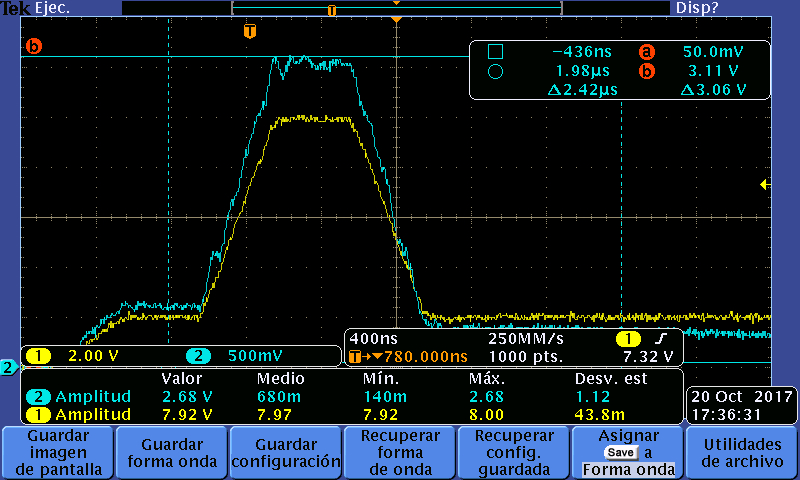 Tek Ejec. Disp?
T
T
b
-436ns a 50.0mV
1.98µs b 3.11 V
Δ2.42µs Δ3.06 V
1 2.00 V 2 500mV
400ns 250MM/s 1
T→▼780.000ns 1000 pts. 7.32 V
2
Valor Medio Mín. Máx. Desv. est
2 Amplitud 2.68 V 680m 140m 2.68 1.12
1 Amplitud 7.92 V 7.97 7.92 8.00 43.8m
20 Oct 2017
17:36:31
Guardar
imagen
de pantalla
Guardar
forma onda
Guardar
configuración
Recuperar
forma
de onda
Recuperar
config.
guardada
Asignar
Save a
Forma onda
Utilidades
de archivo